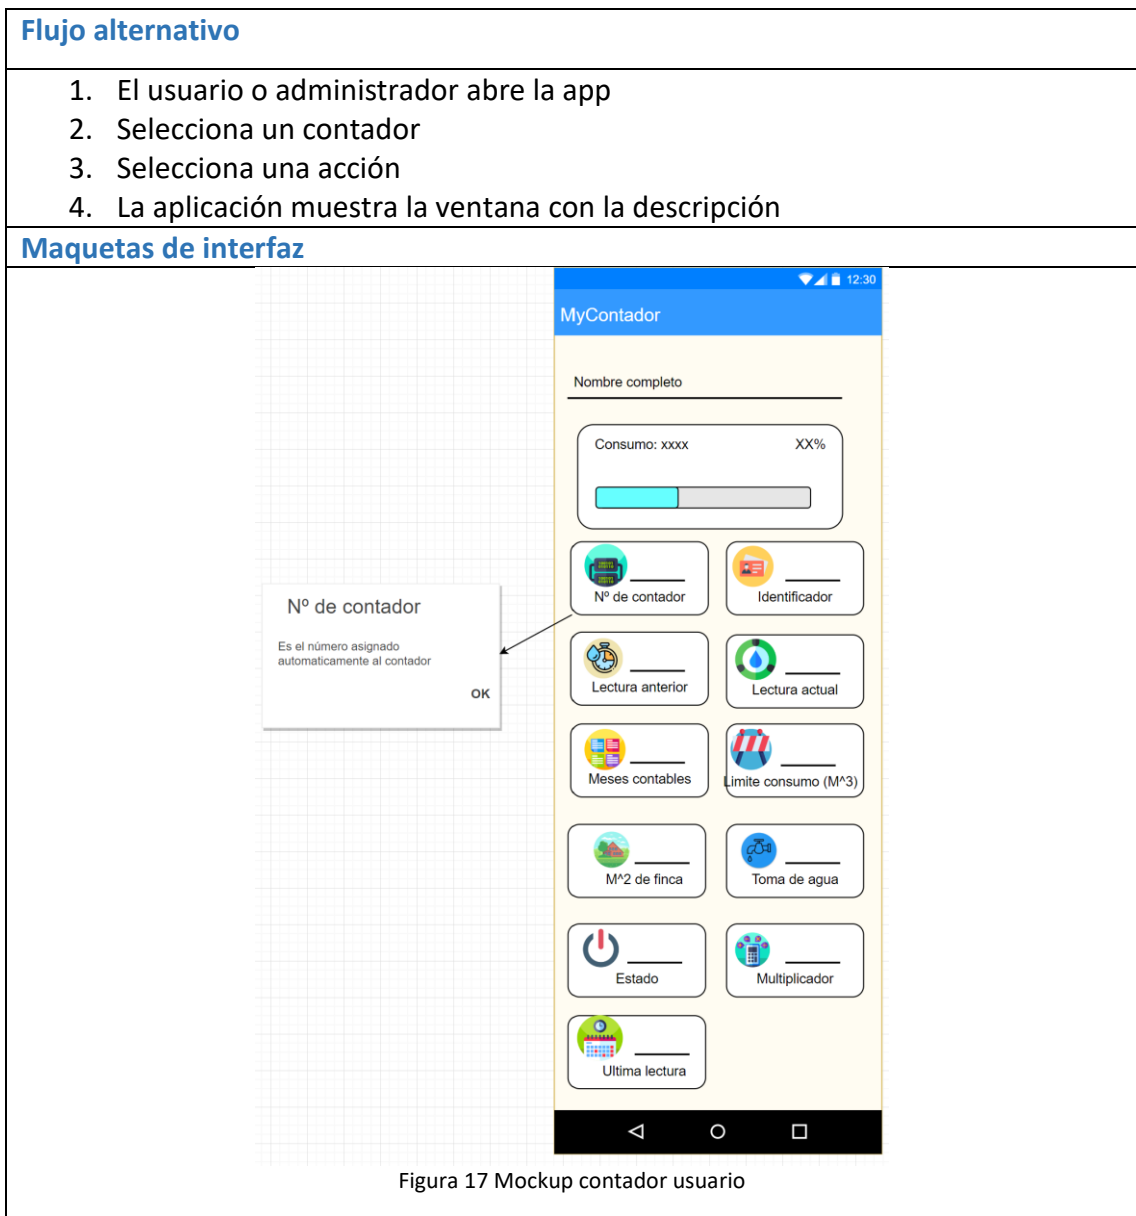 Flujo alternativo
1. El usuario o administrador abre la app
2. Selecciona un contador
3. Selecciona una acción
4. La aplicación muestra la ventana con la descripción
Maquetas de interfaz
12:30
MyContador
Nombre completo
Consumo: xxxx XX%
Nº de contador Identificador
Nº de contador
Es el número asignado
automaticamente al contador
OK
Lectura anterior Lectura actual
Meses contables Limite consumo (M^3)
M^2 de finca Toma de agua
Estado Multiplicador
Ultima lectura
Figura 17 Mockup contador usuario